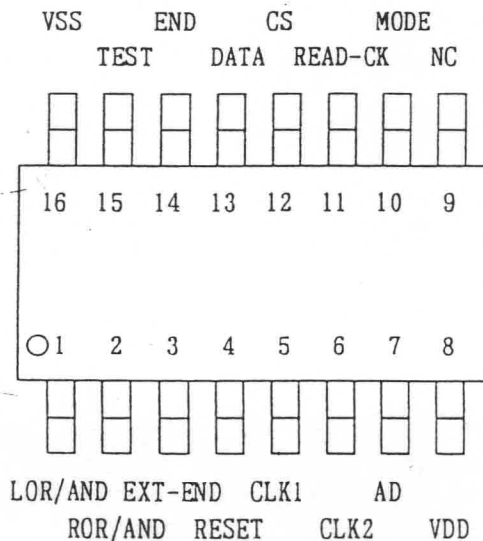 VSS END CS MODE
TEST DATA READ-CK NC
16 15 14 13 12 11 10 9
1 2 3 4 5 6 7 8
LOR/AND EXT-END CLK1 AD
ROR/AND RESET CLK2 VDD